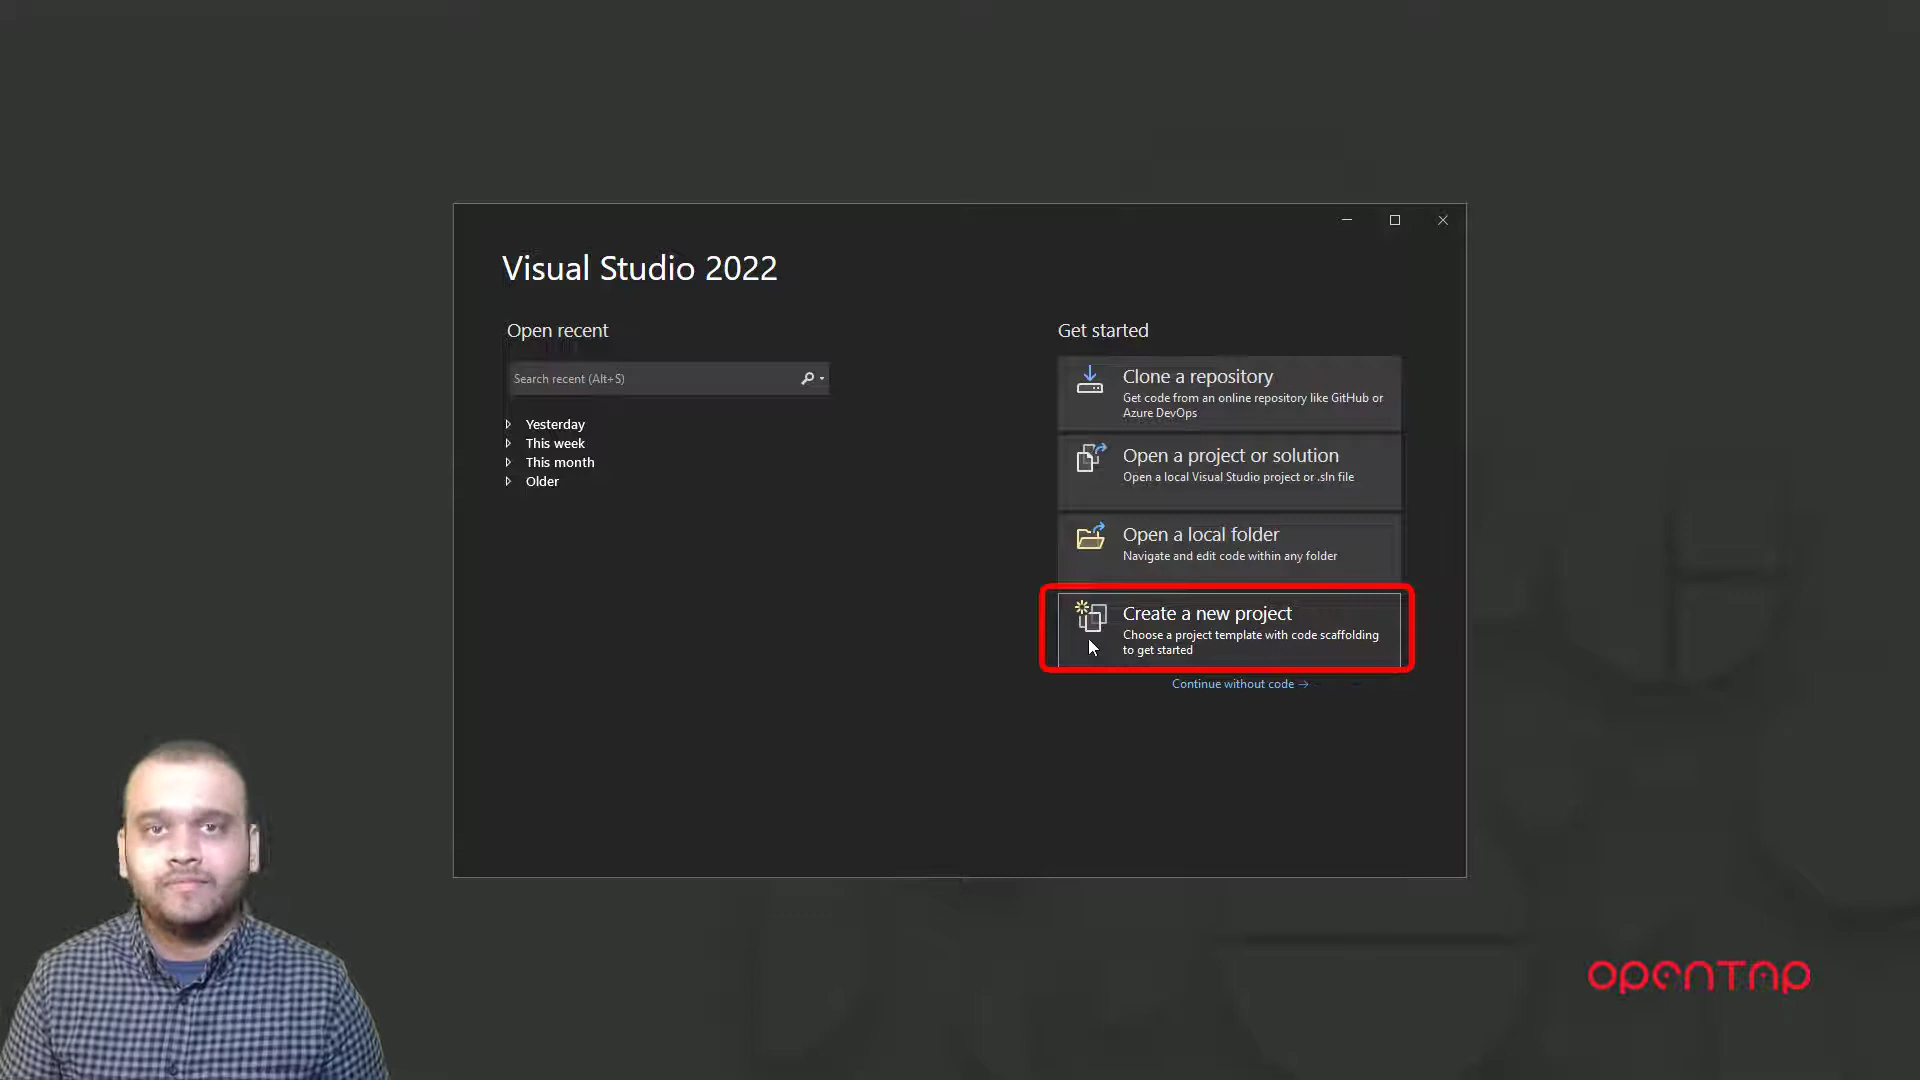 Visual Studio 2022
Open recent
Search recent (Alt+S)
Yesterday
This week
This month
Older
Get started
Clone a repository
Get code from an online repository like GitHub or
Azure DevOps
Open a project or solution
Open a local Visual Studio project or .sln file
Open a local folder
Navigate and edit code within any folder
Create a new project
Choose a project template with code scaffolding
to get started
Continue without code →
OPENTAP